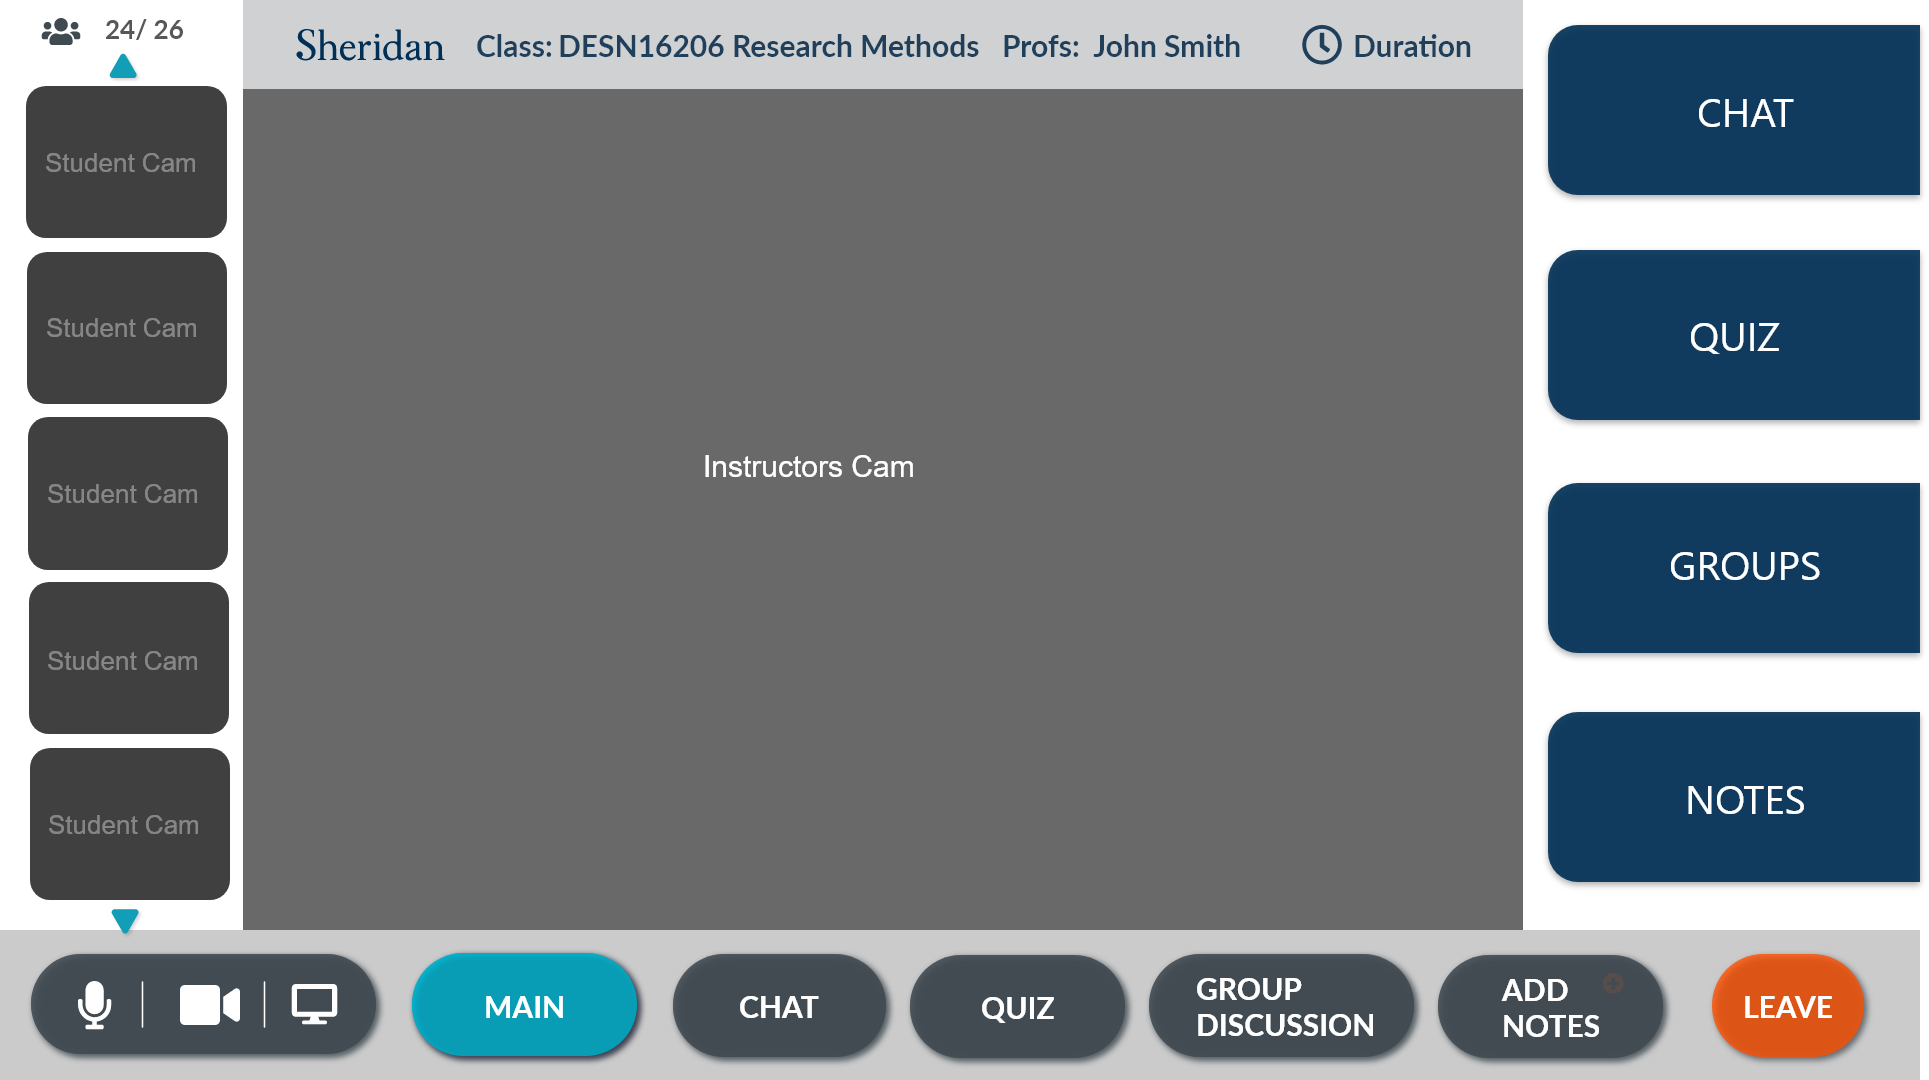 24/ 26
Sheridan Class: DESN16206 Research Methods Profs: John Smith Duration
Student Cam
Student Cam
Student Cam
Student Cam
Student Cam
Instructors Cam
CHAT
QUIZ
GROUPS
NOTES
MAIN
CHAT
QUIZ
GROUP
DISCUSSION
ADD
NOTES
LEAVE